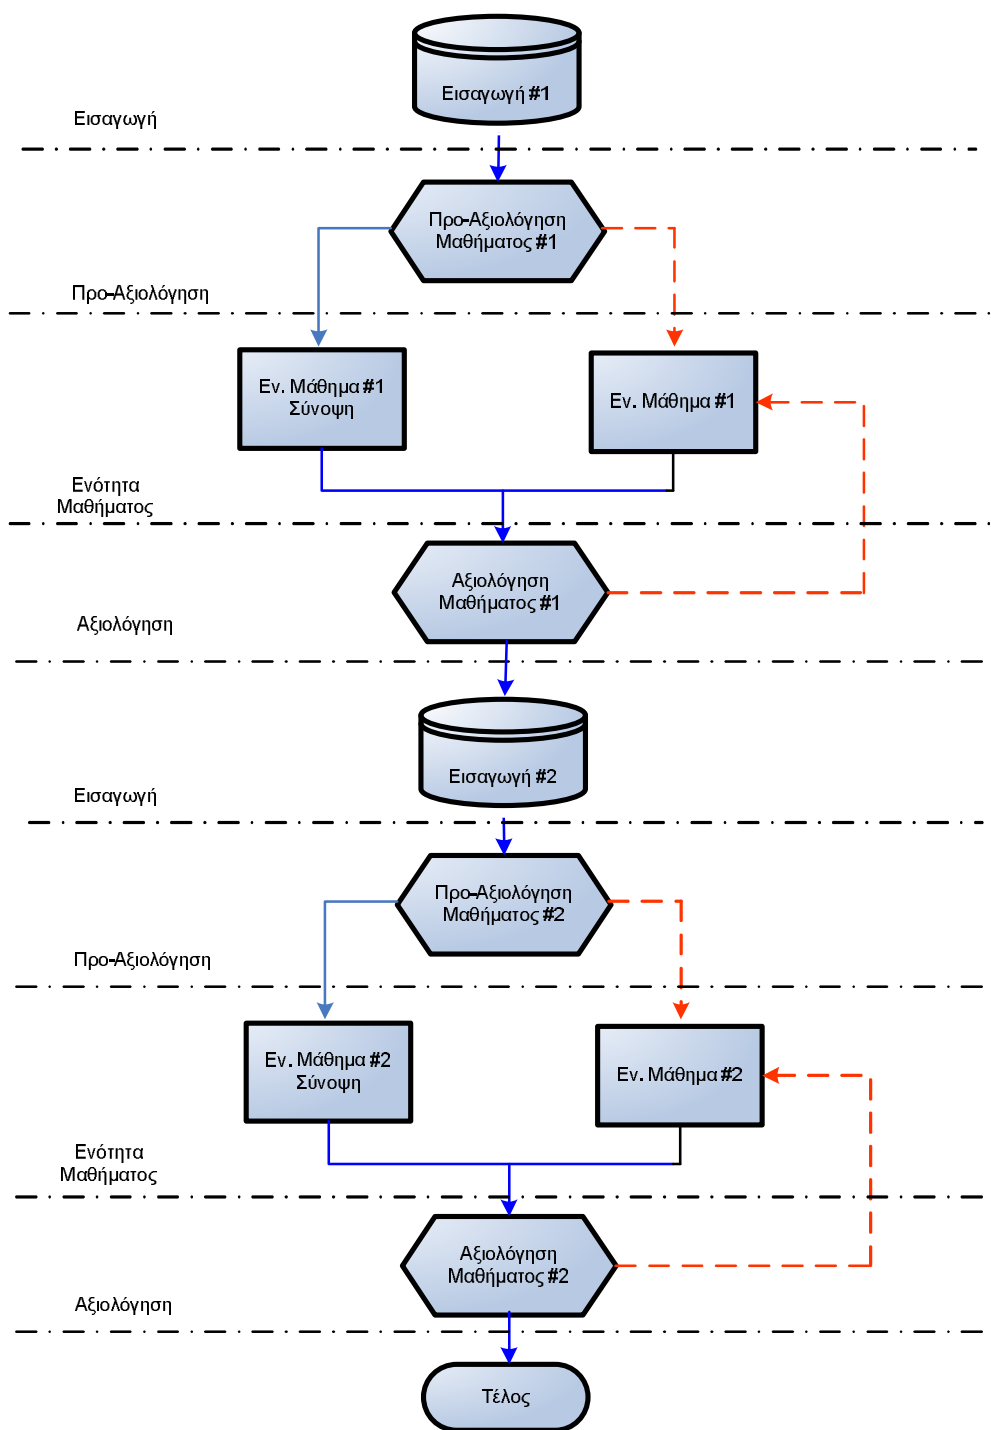 Εισαγωγή #1
Εισαγωγή
Προ-Αξιολόγηση
Μαθήματος #1
Προ-Αξιολόγηση
Εν. Μάθημα #1
Σύνοψη
Εν. Μάθημα #1
Ενότητα
Μαθήματος
Αξιολόγηση
Μαθήματος #1
Αξιολόγηση
Εισαγωγή #2
Εισαγωγή
Προ-Αξιολόγηση
Μαθήματος #2
Προ-Αξιολόγηση
Εν. Μάθημα #2
Σύνοψη
Εν. Μάθημα #2
Ενότητα
Μαθήματος
Αξιολόγηση
Μαθήματος #2
Αξιολόγηση
Τέλος